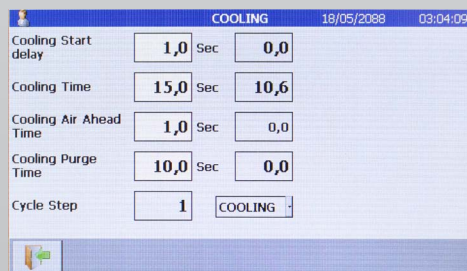 COOLING 18/05/2088 03:04:09
Cooling Start
delay
1,0 Sec 0,0
Cooling Time 15,0 Sec 10,6
Cooling Air Ahead
Time
1,0 Sec 0,0
Cooling Purge
Time
10,0 Sec 0,0
Cycle Step 1 COOLING